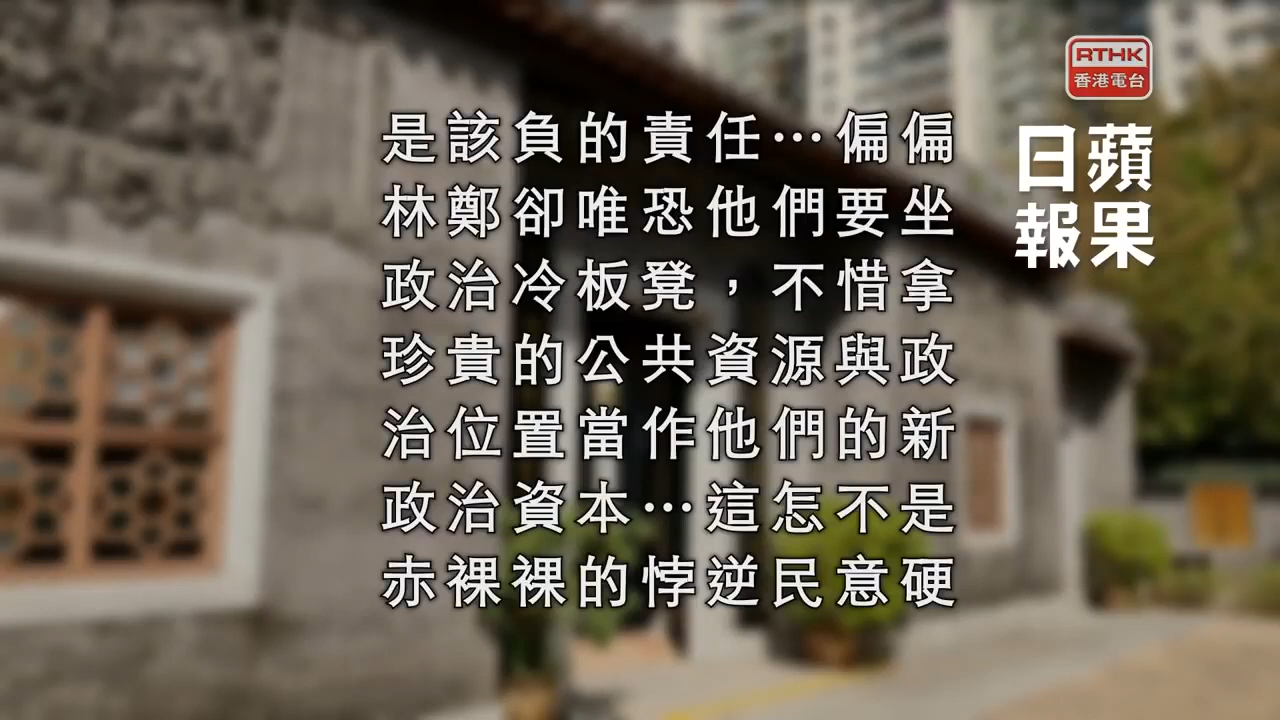 RTHK
香港電台
蘋果
日報
是該負的責任⋯偏偏
林鄭卻唯恐他們要坐
政治冷板凳，不惜拿
珍貴的公共資源與政
治位置當作他們的新
政治資本⋯這怎不是
赤裸裸的悖逆民意硬